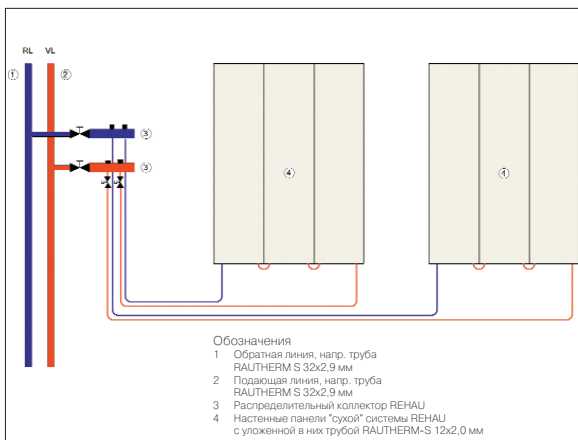 RL VL
1 2
3
3
4 4
Обозначения
1 Обратная линия, напр. труба
RAUTHERM S 32x2,9 мм
2 Подающая линия, напр. труба
RAUTHERM S 32x2,9 мм
3 Распределительный коллектор REHAU
4 Настенные панели "сухой" системы REHAU
с уложенной в них трубой RAUTHERM-S 12x2,0 мм